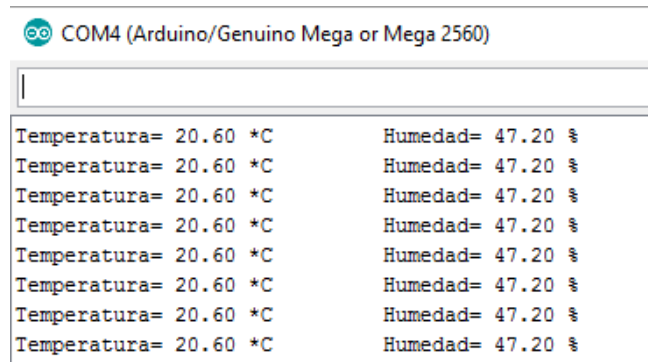 COM4 (Arduino/Genuino Mega or Mega 2560)
Temperatura= 20.60 *C Humedad= 47.20 %
Temperatura= 20.60 *C Humedad= 47.20 %
Temperatura= 20.60 *C Humedad= 47.20 %
Temperatura= 20.60 *C Humedad= 47.20 %
Temperatura= 20.60 *C Humedad= 47.20 %
Temperatura= 20.60 *C Humedad= 47.20 %
Temperatura= 20.60 *C Humedad= 47.20 %
Temperatura= 20.60 *C Humedad= 47.20 %